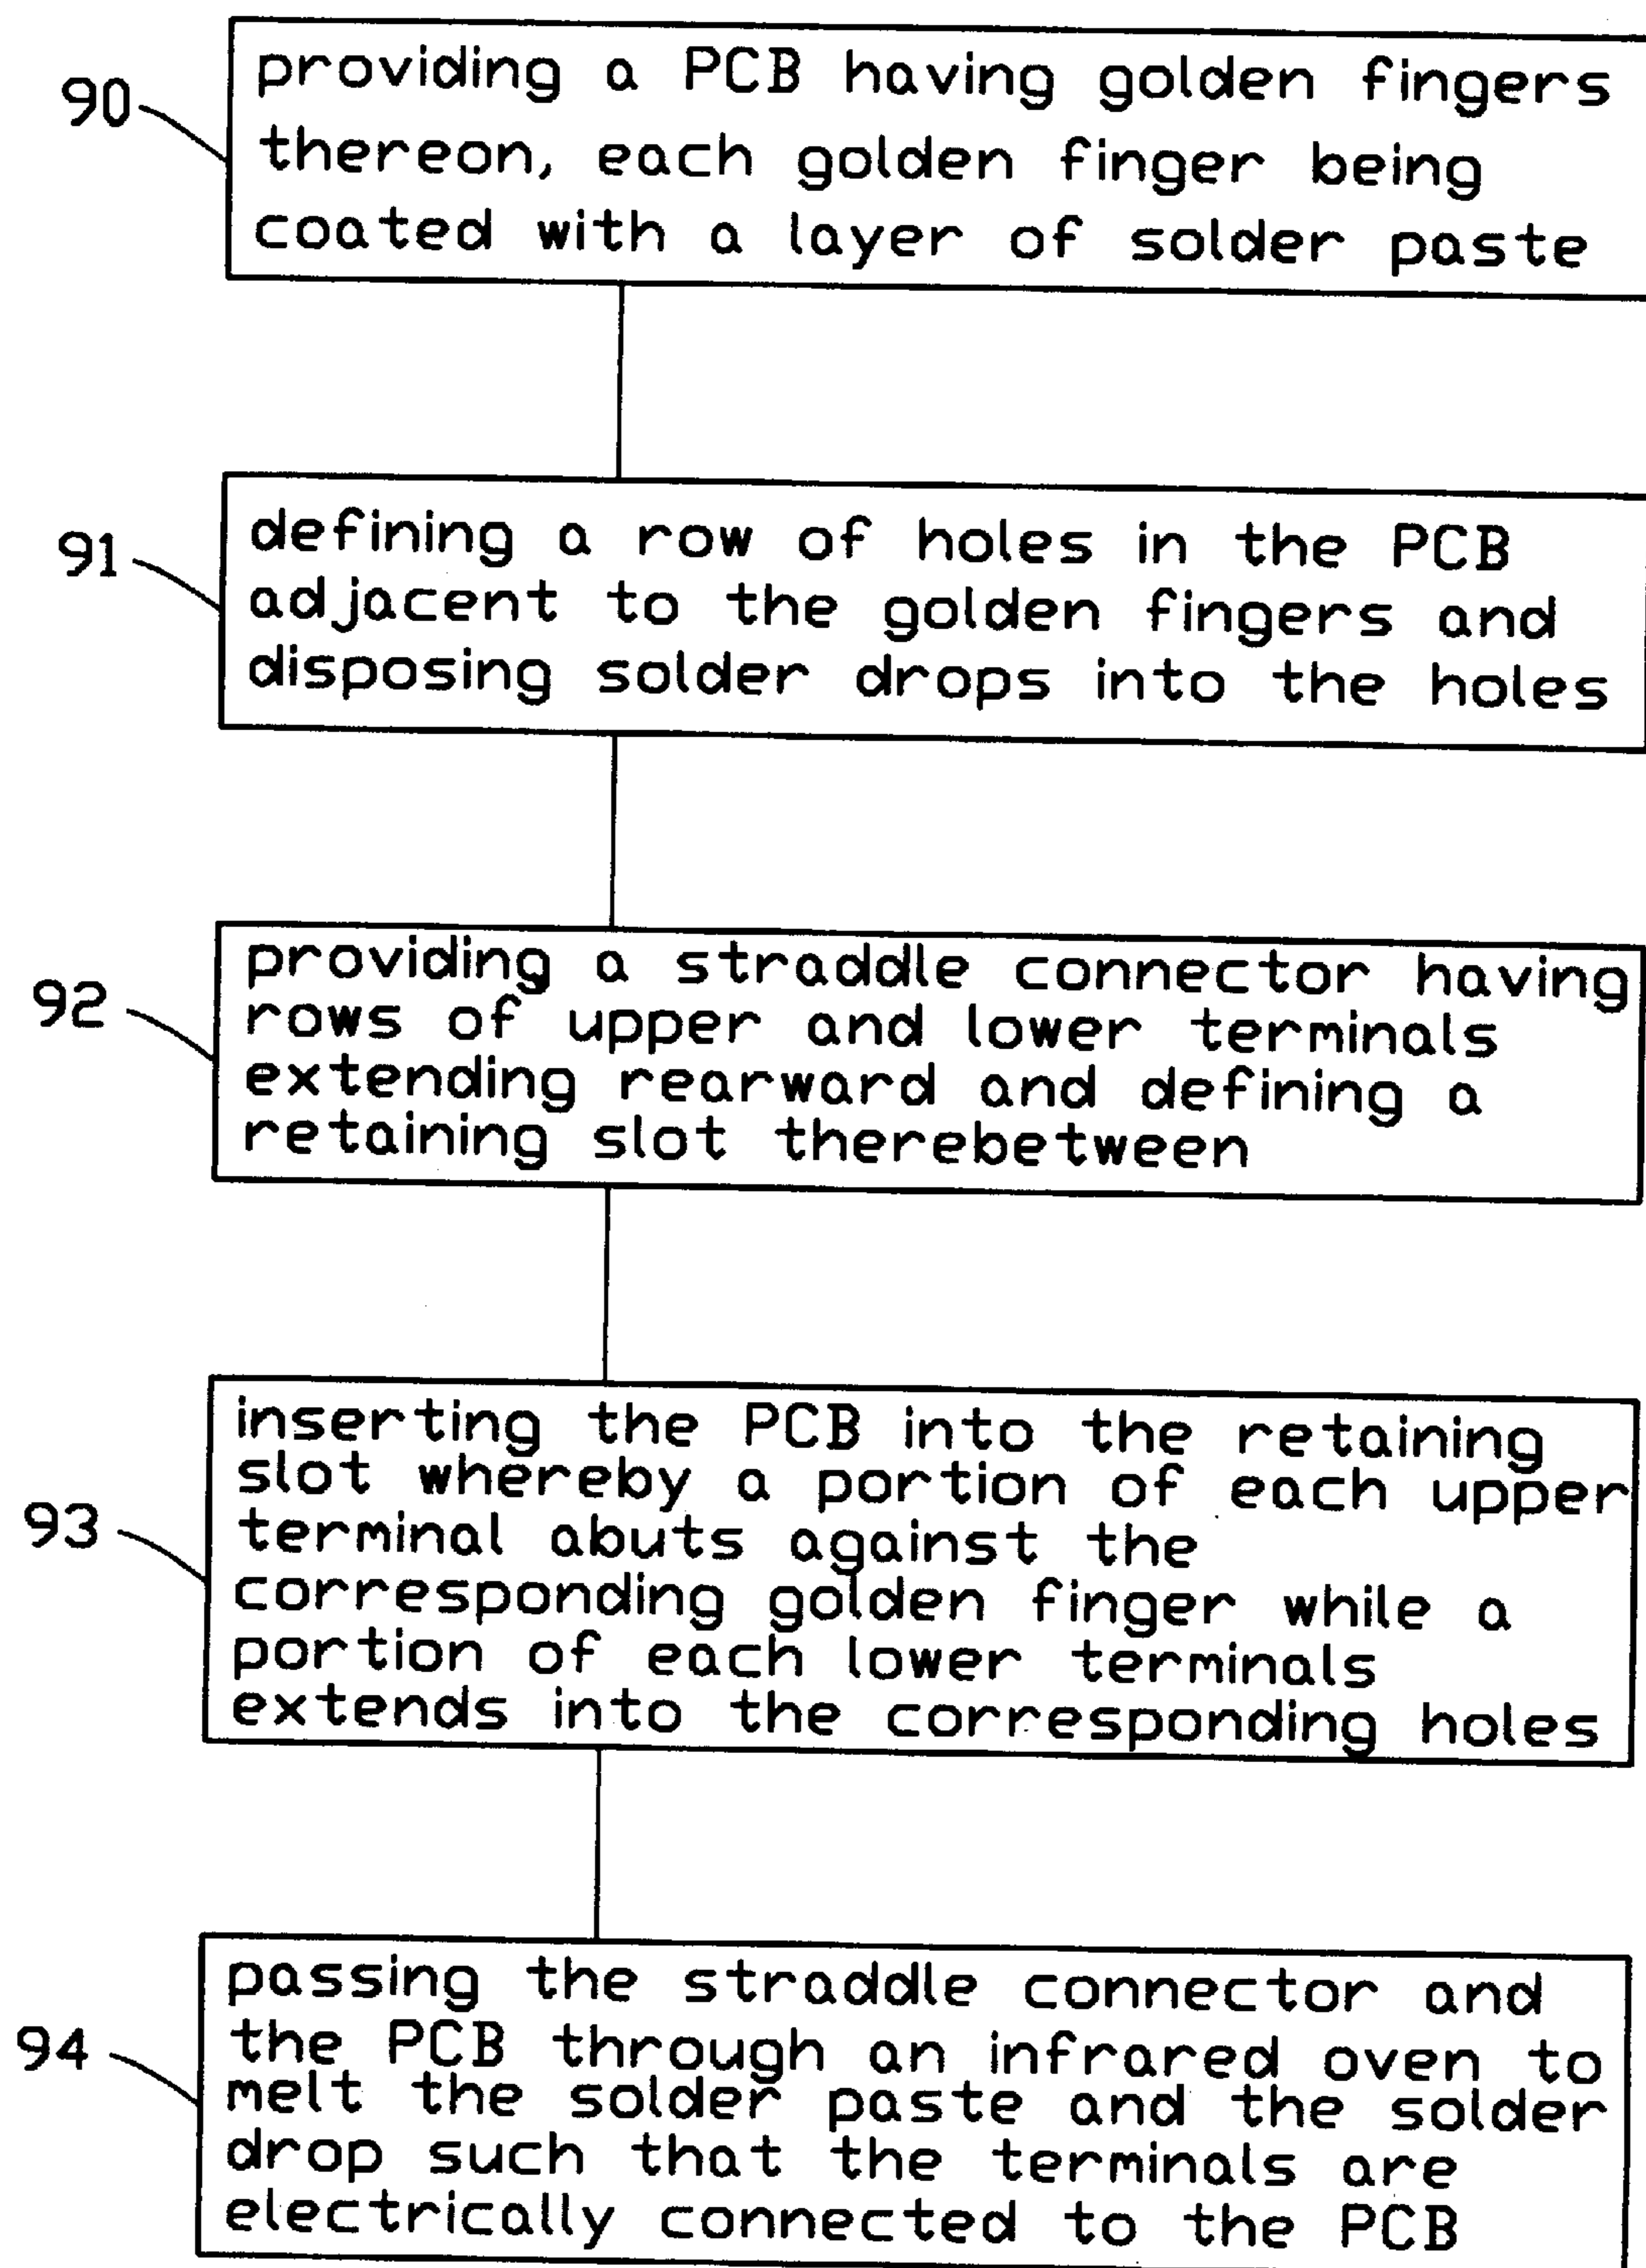 90
providing a PCB having golden fingers
thereon, each golden finger being
coated with a layer of solder paste
91
defining a row of holes in the PCB
adjacent to the golden fingers and
disposing solder drops into the holes
92
providing a straddle connector having
rows of upper and lower terminals
extending rearward and defining a
retaining slot therebetween
93
inserting the PCB into the retaining
slot whereby a portion of each upper
terminal abuts against the
corresponding golden finger while a
portion of each lower terminals
extends into the corresponding holes
94
passing the straddle connector and
the PCB through an infrared oven to
melt the solder paste and the solder
drop such that the terminals are
electrically connected to the PCB